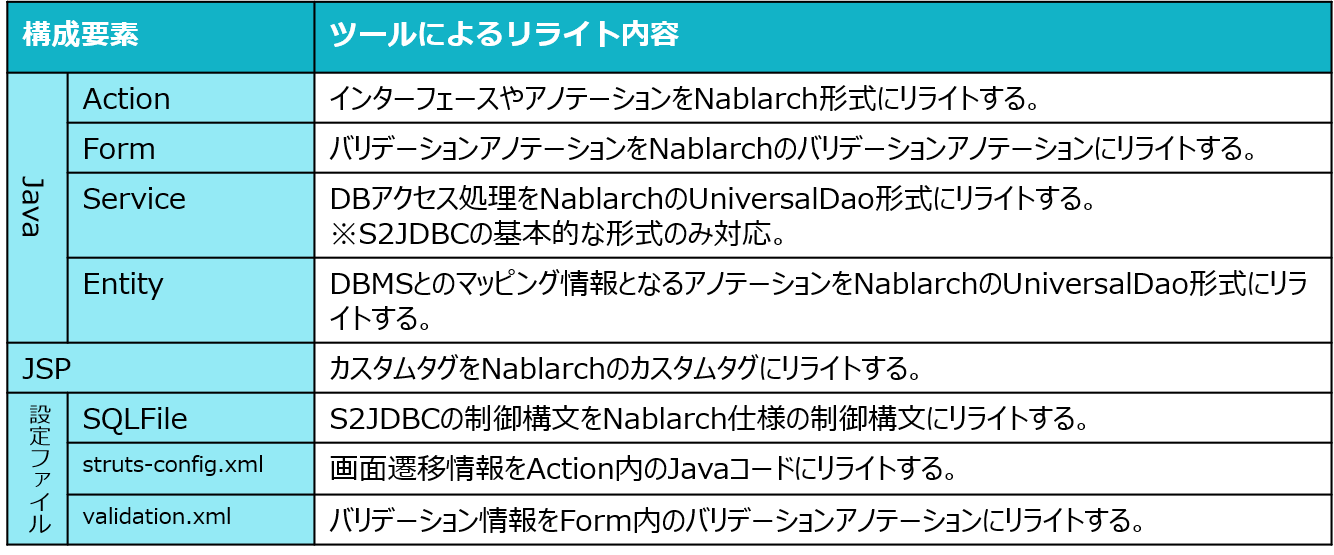 構成要素
ツールによるリライト内容
Java
Action
インターフェースやアノテーションをNablarch形式にリライトする。
Form
バリデーションアノテーションをNablarchのバリデーションアノテーションにリライトする。
Service
DBアクセス処理をNablarchのUniversalDao形式にリライトする。
※S2JDBCの基本的な形式のみ対応。
Entity
DBMSとのマッピング情報となるアノテーションをNablarchのUniversalDao形式にリラ
イトする。
JSP
カスタムタグをNablarchのカスタムタグにリライトする。
設定ファイル
SQLFile
S2JDBCの制御構文をNablarch仕様の制御構文にリライトする。
struts-config.xml
画面遷移情報をAction内のJavaコードにリライトする。
validation.xml
バリデーション情報をForm内のバリデーションアノテーションにリライトする。